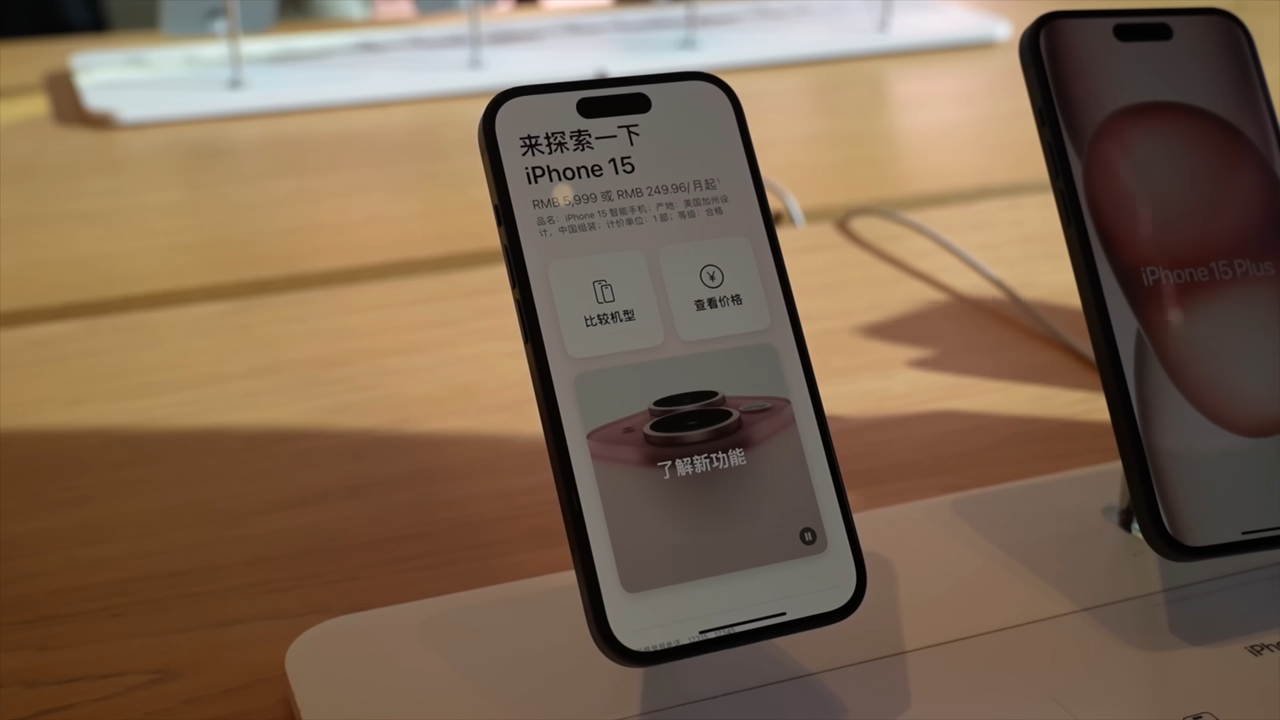 来探索一下
iPhone 15
RMB 5,999 或 RMB 249.96/月起¹
品名：iPhone 15 智能手机；产地：美国加州设
计，中国组装；计价单位：1 部；等级：合格
比较机型
查看价格
了解新功能
iPhone 15 Plus